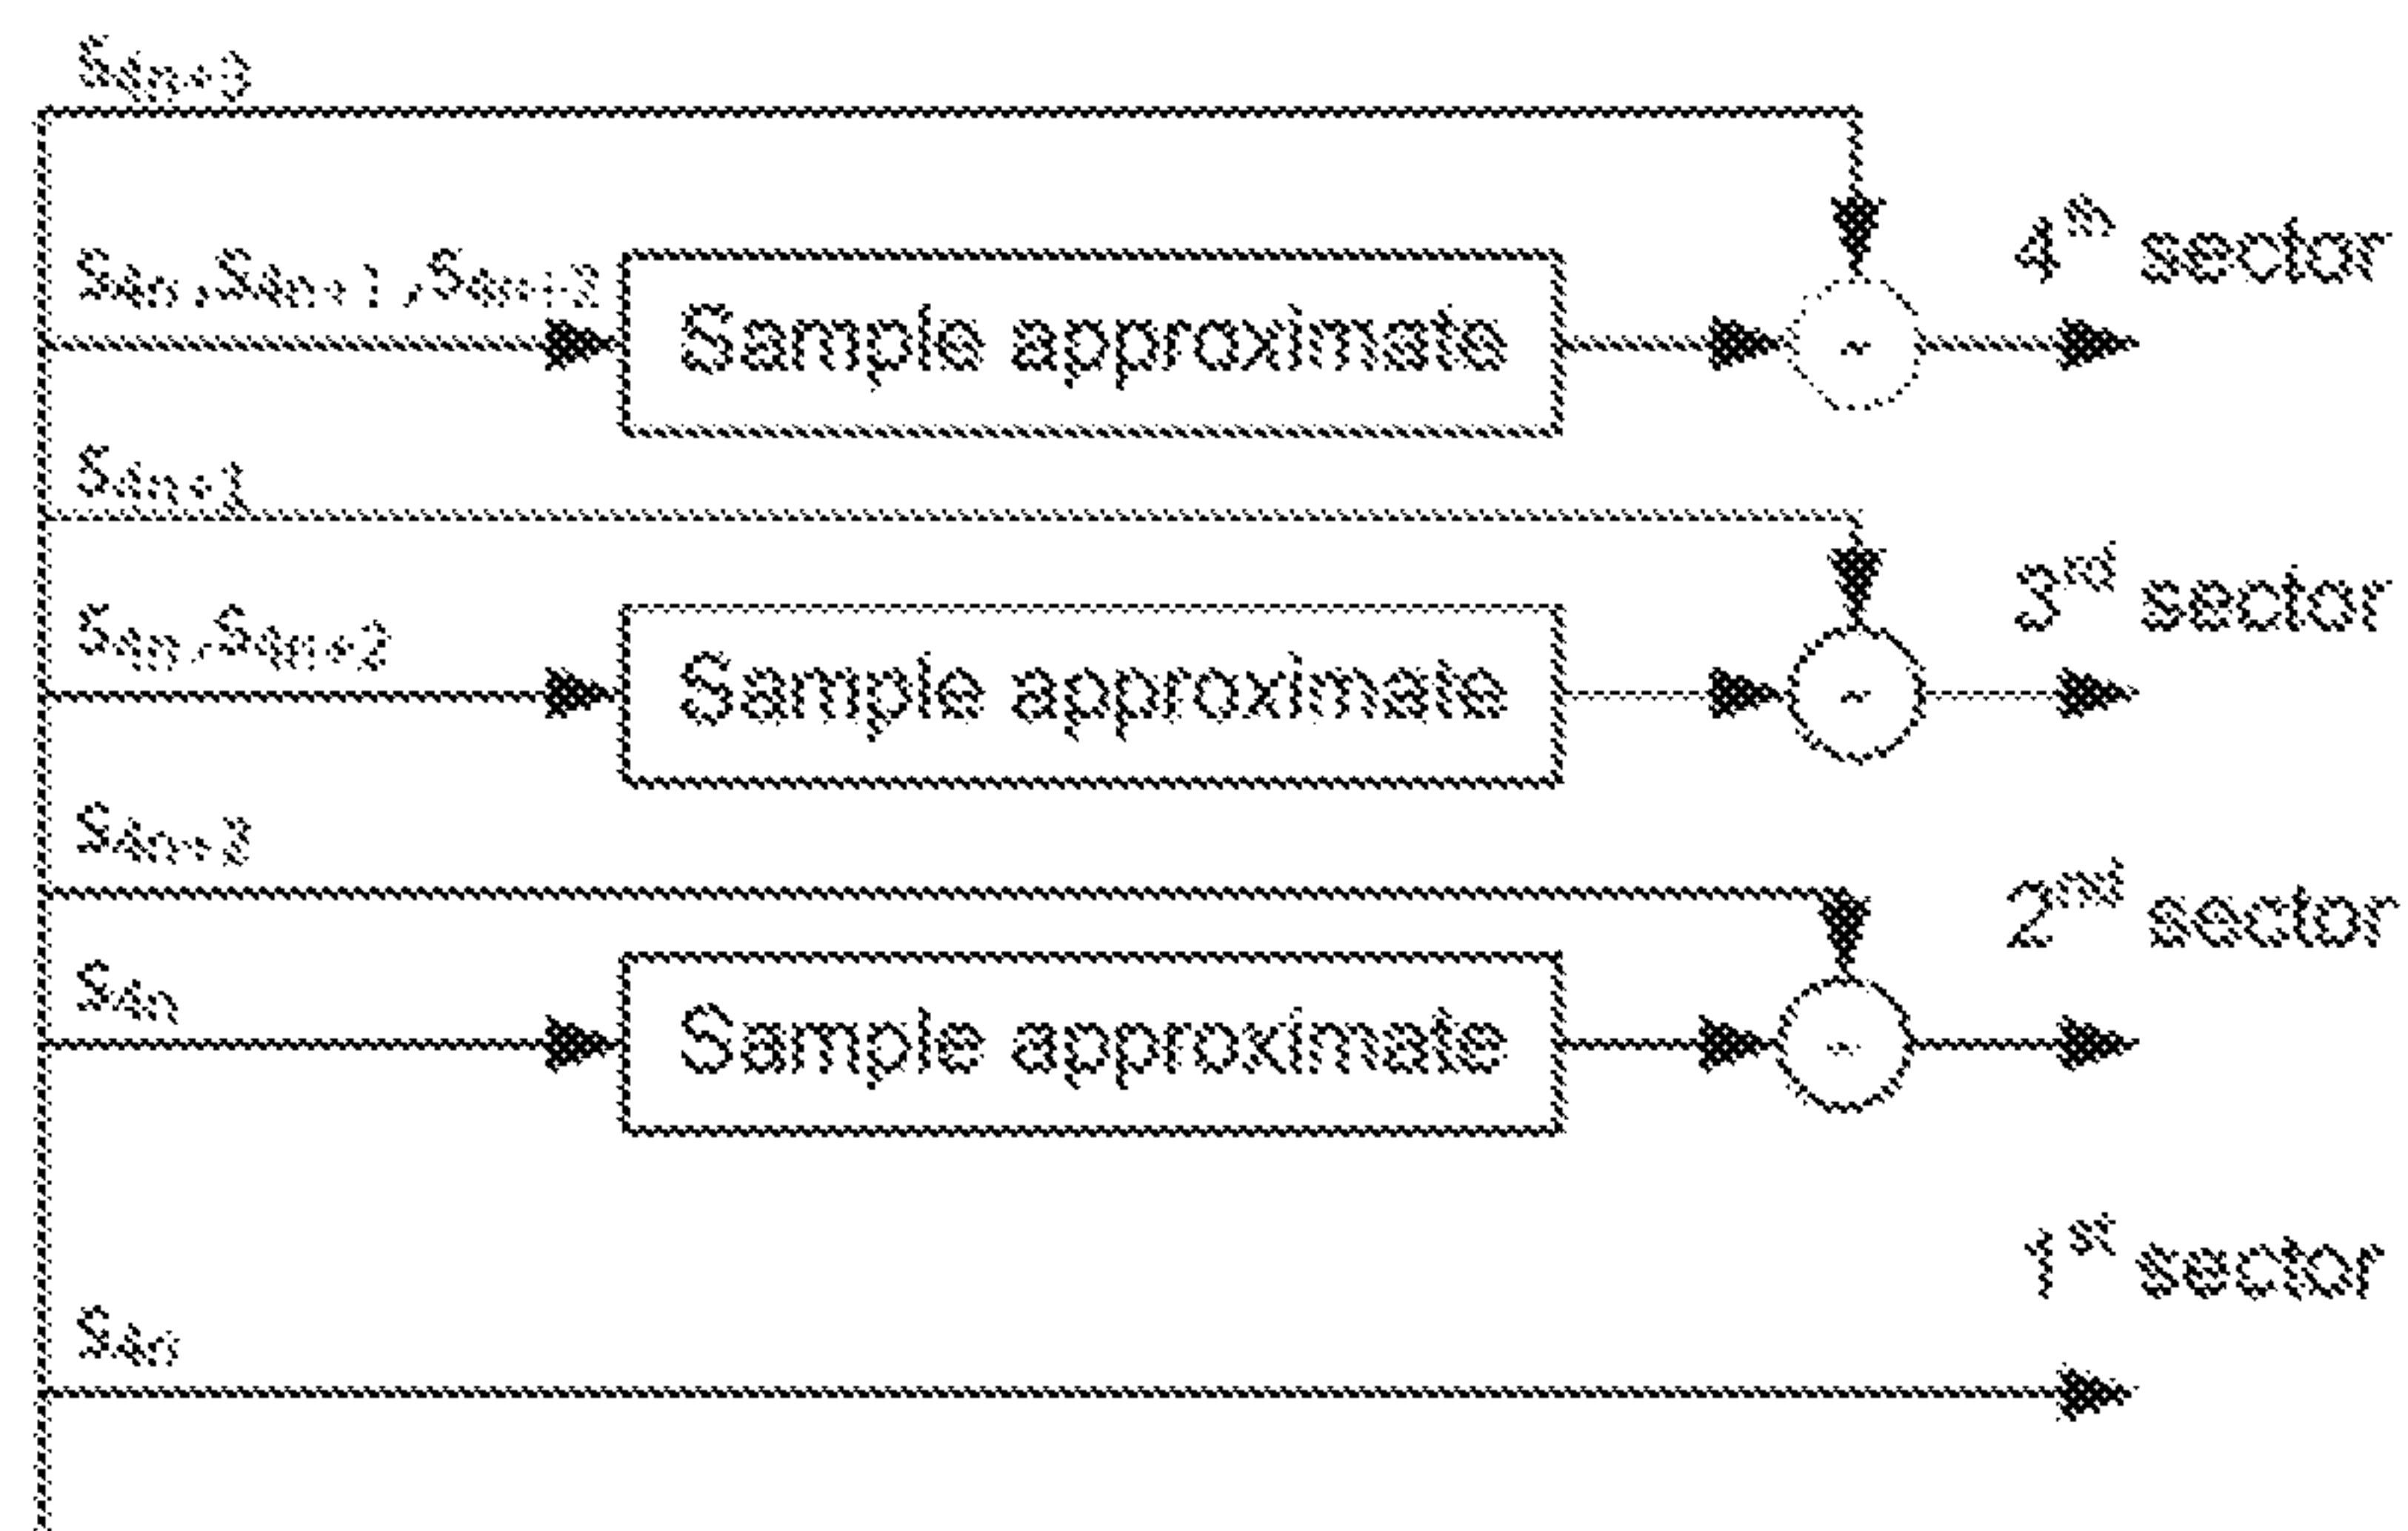 S4n+3
4th sector
S4n,S4n+1,S4n+2
Sample approximate
-
S4n+1
3rd sector
S4n,S4n+2
Sample approximate
-
S4n+2
2nd sector
S4n
Sample approximate
-
1st sector
S4n